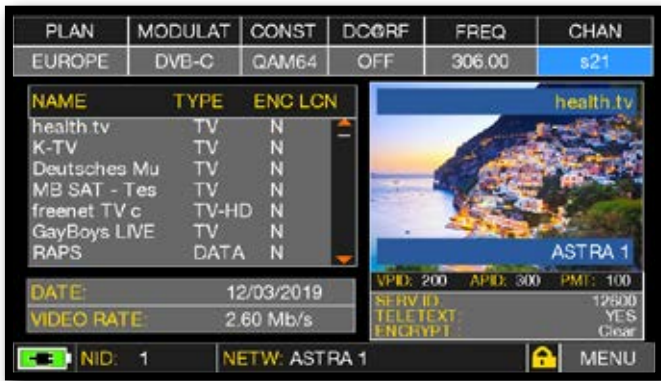 PLAN MODULAT CONST DC@RF FREQ CHAN
EUROPE DVB-C QAM64 OFF 306.00 s21
NAME TYPE ENC LCN
health tv TV N
K-TV TV N
Deutsches Mu TV N
MB SAT - Tes TV N
freenet TV c TV-HD N
GayBoys LIVE TV N
RAPS DATA N
DATE: 12/03/2019
VIDEO RATE: 2.60 Mb/s
health.tv
ASTRA 1
VPID: 200 APID: 300 PMT: 100
SERV ID. 12600
TELETEXT: YES
ENCRYPT : Clear
NID: 1 NETW: ASTRA 1 MENU